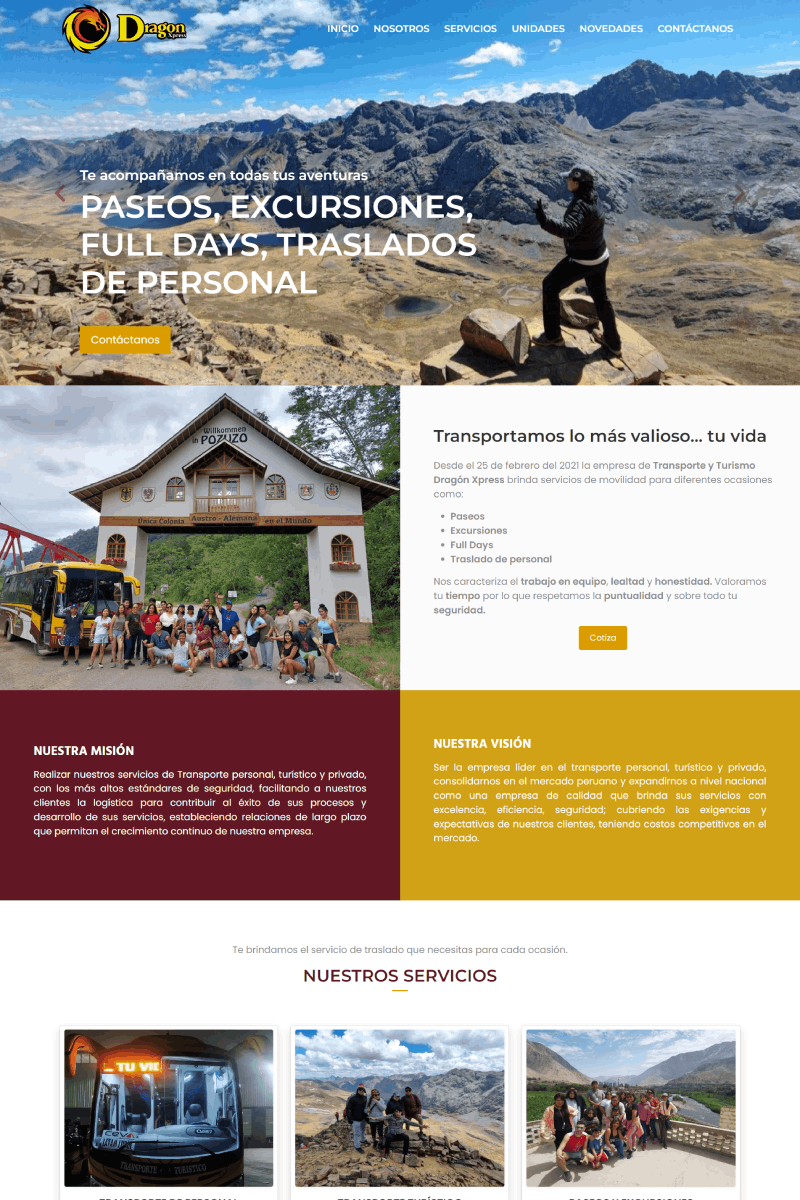 Dragon
Xpress
INICIO NOSOTROS SERVICIOS UNIDADES NOVEDADES CONTÁCTANOS
Te acompañamos en todas tus aventuras
PASEOS, EXCURSIONES,
FULL DAYS, TRASLADOS
DE PERSONAL
Contáctanos
Willkommen
in POZUZO
Única Colonia Austro - Alemana en el Mundo
Transportamos lo más valioso... tu vida
Desde el 25 de febrero del 2021 la empresa de Transporte y Turismo
Dragón Xpress brinda servicios de movilidad para diferentes ocasiones
como:
Paseos
Excursiones
Full Days
Traslado de personal
Nos caracteriza el trabajo en equipo, lealtad y honestidad. Valoramos
tu tiempo por lo que respetamos la puntualidad y sobre todo tu
seguridad.
Cotiza
NUESTRA MISIÓN
Realizar nuestros servicios de Transporte personal, turístico y privado,
con los más altos estándares de seguridad, facilitando a nuestros
clientes la logística para contribuir al éxito de sus procesos y
desarrollo de sus servicios, estableciendo relaciones de largo plazo
que permitan el crecimiento continuo de nuestra empresa.
NUESTRA VISIÓN
Ser la empresa líder en el transporte personal, turístico y privado,
consolidarnos en el mercado peruano y expandirnos a nivel nacional
como una empresa de calidad que brinda sus servicios con
excelencia, eficiencia, seguridad; cubriendo las exigencias y
expectativas de nuestros clientes, teniendo costos competitivos en el
mercado.
Te brindamos el servicio de traslado que necesitas para cada ocasión.
NUESTROS SERVICIOS
TU VI
TRANSPORTE TURISTICO